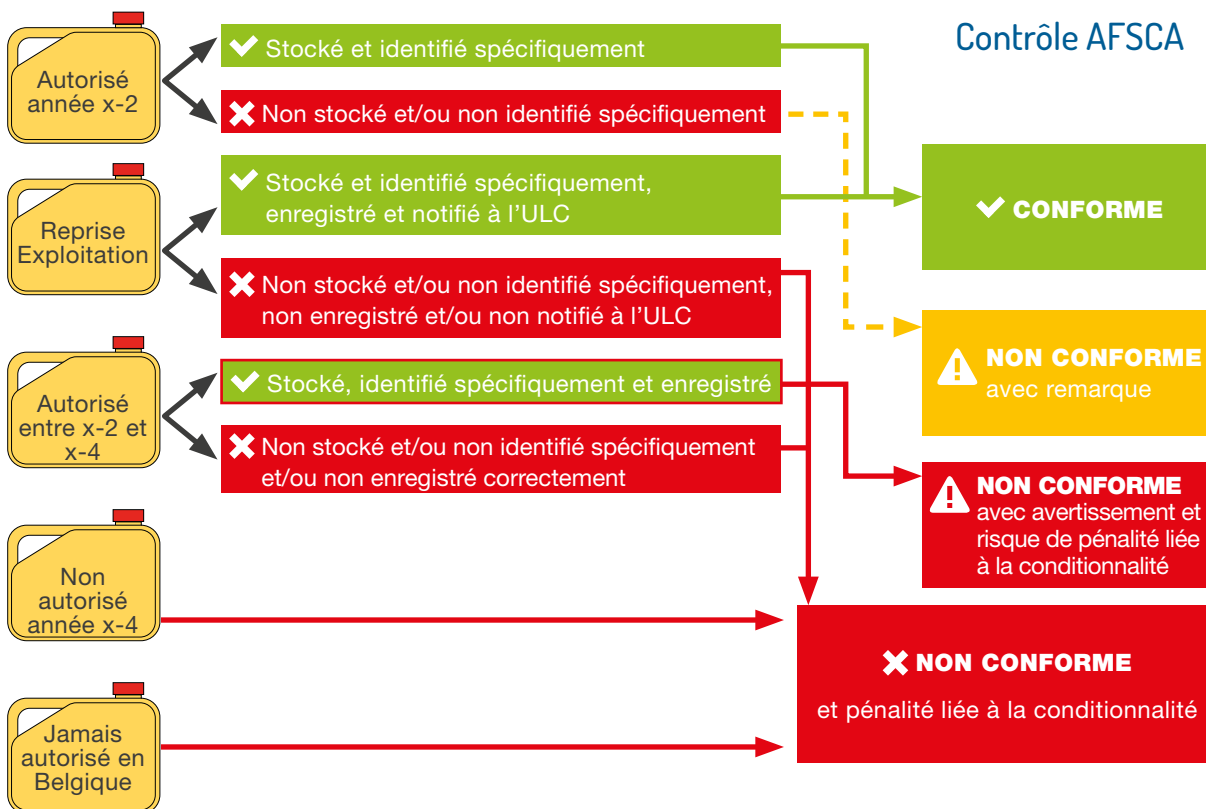 Contrôle AFSCA
Autorisé
année x-2
Stocké et identifié spécifiquement
Non stocké et/ou non identifié spécifiquement
Reprise
Exploitation
Stocké et identifié spécifiquement,
enregistré et notifié à l’ULC
Non stocké et/ou non identifié spécifiquement,
non enregistré et/ou non notifié à l’ULC
Autorisé
entre x-2 et
x-4
Stocké, identifié spécifiquement et enregistré
Non stocké et/ou non identifié spécifiquement
et/ou non enregistré correctement
Non
autorisé
année x-4
Jamais
autorisé en
Belgique
CONFORME
NON CONFORME
avec remarque
NON CONFORME
avec avertissement et
risque de pénalité liée
à la conditionnalité
NON CONFORME
et pénalité liée à la conditionnalité